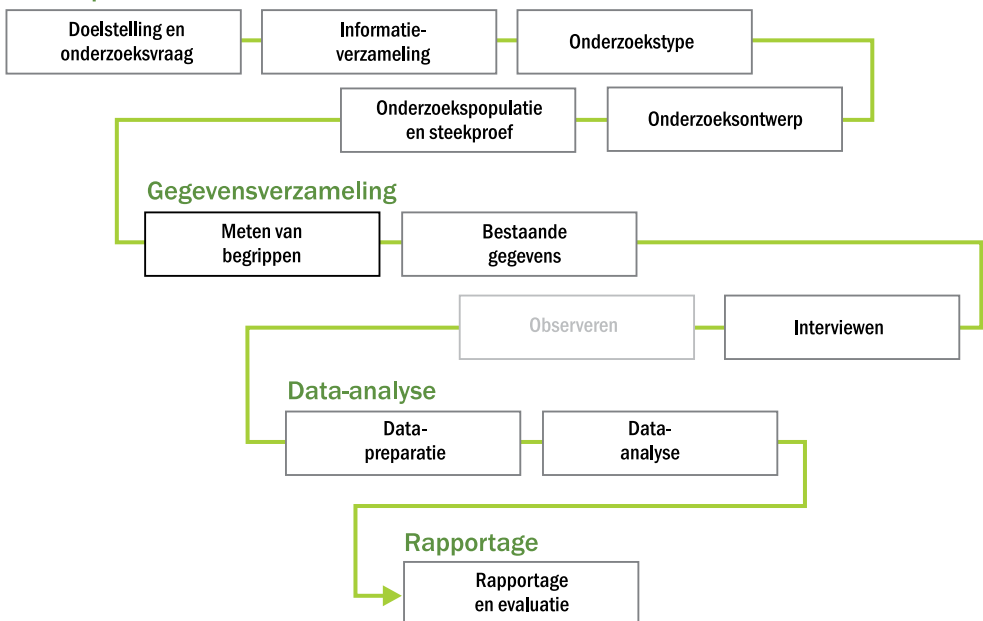 Doelstelling en
onderzoeksvraag
Informatie-
verzameling
Onderzoekstype
Onderzoekspopulatie
en steekproef
Onderzoeksontwerp
Gegevensverzameling
Meten van
begrippen
Bestaande
gegevens
Observeren
Interviewen
Data-analyse
Data-
preparatie
Data-
analyse
Rapportage
Rapportage
en evaluatie